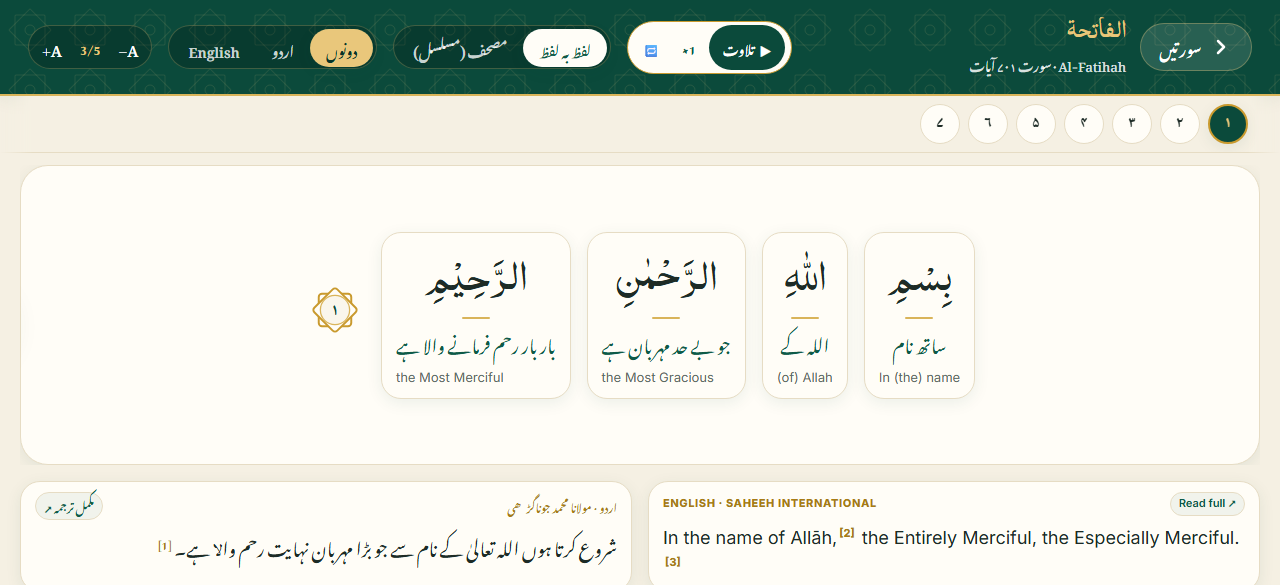 سورتیں
الفاتحة
Al-Fatihah · سورت ۱ · ۷ آیات
▶ تلاوت
×1
لفظ بہ لفظ
مصحف (مسلسل)
دونوں
اردو
English
A−
3/5
A+
۱ ۲ ۳ ۴ ۵ ۶ ۷
بِسْمِ اللّٰهِ الرَّحْمٰنِ الرَّحِيْمِ ۱
ساتھ نام
اللہ کے
جو بے حد مہربان ہے
بار بار رحم فرمانے والا ہے
In (the) name
(of) Allah
the Most Gracious
the Most Merciful
ENGLISH · SAHEEH INTERNATIONAL
Read full ↗
In the name of Allāh,[2] the Entirely Merciful, the Especially Merciful.
[3]
اردو · مولانا محمد جوناگڑھی
مکمل ترجمہ ↗
شروع کرتا ہوں اللہ تعالیٰ کے نام سے جو بڑا مہربان نہایت رحم والا ہے۔ [1]